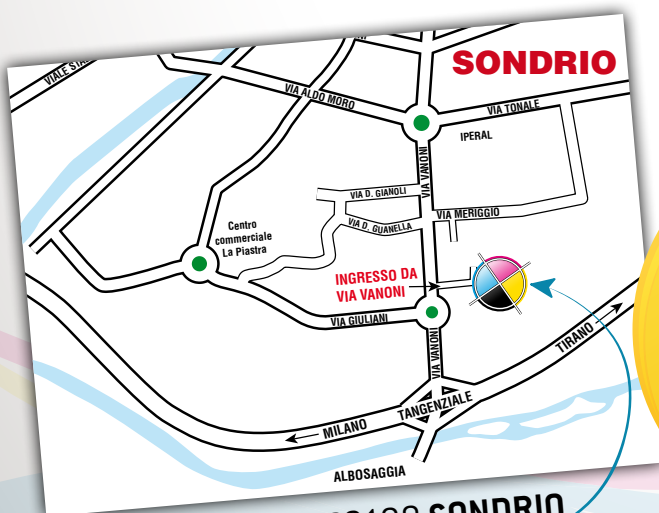 SONDRIO
VIALE
VIA ALDO MORO
VIA TONALE
IPERAL
VIA VANONI
VIA D. GIANOLI
VIA D. GUANELLA
VIA MERIGGIO
Centro
commerciale
La Piastra
INGRESSO DA
VIA VANONI
VIA GIULIANI
VIA VANONI
TIRANO
TANGENZIALE
MILANO
ALBOSAGGIA
SONDRIO